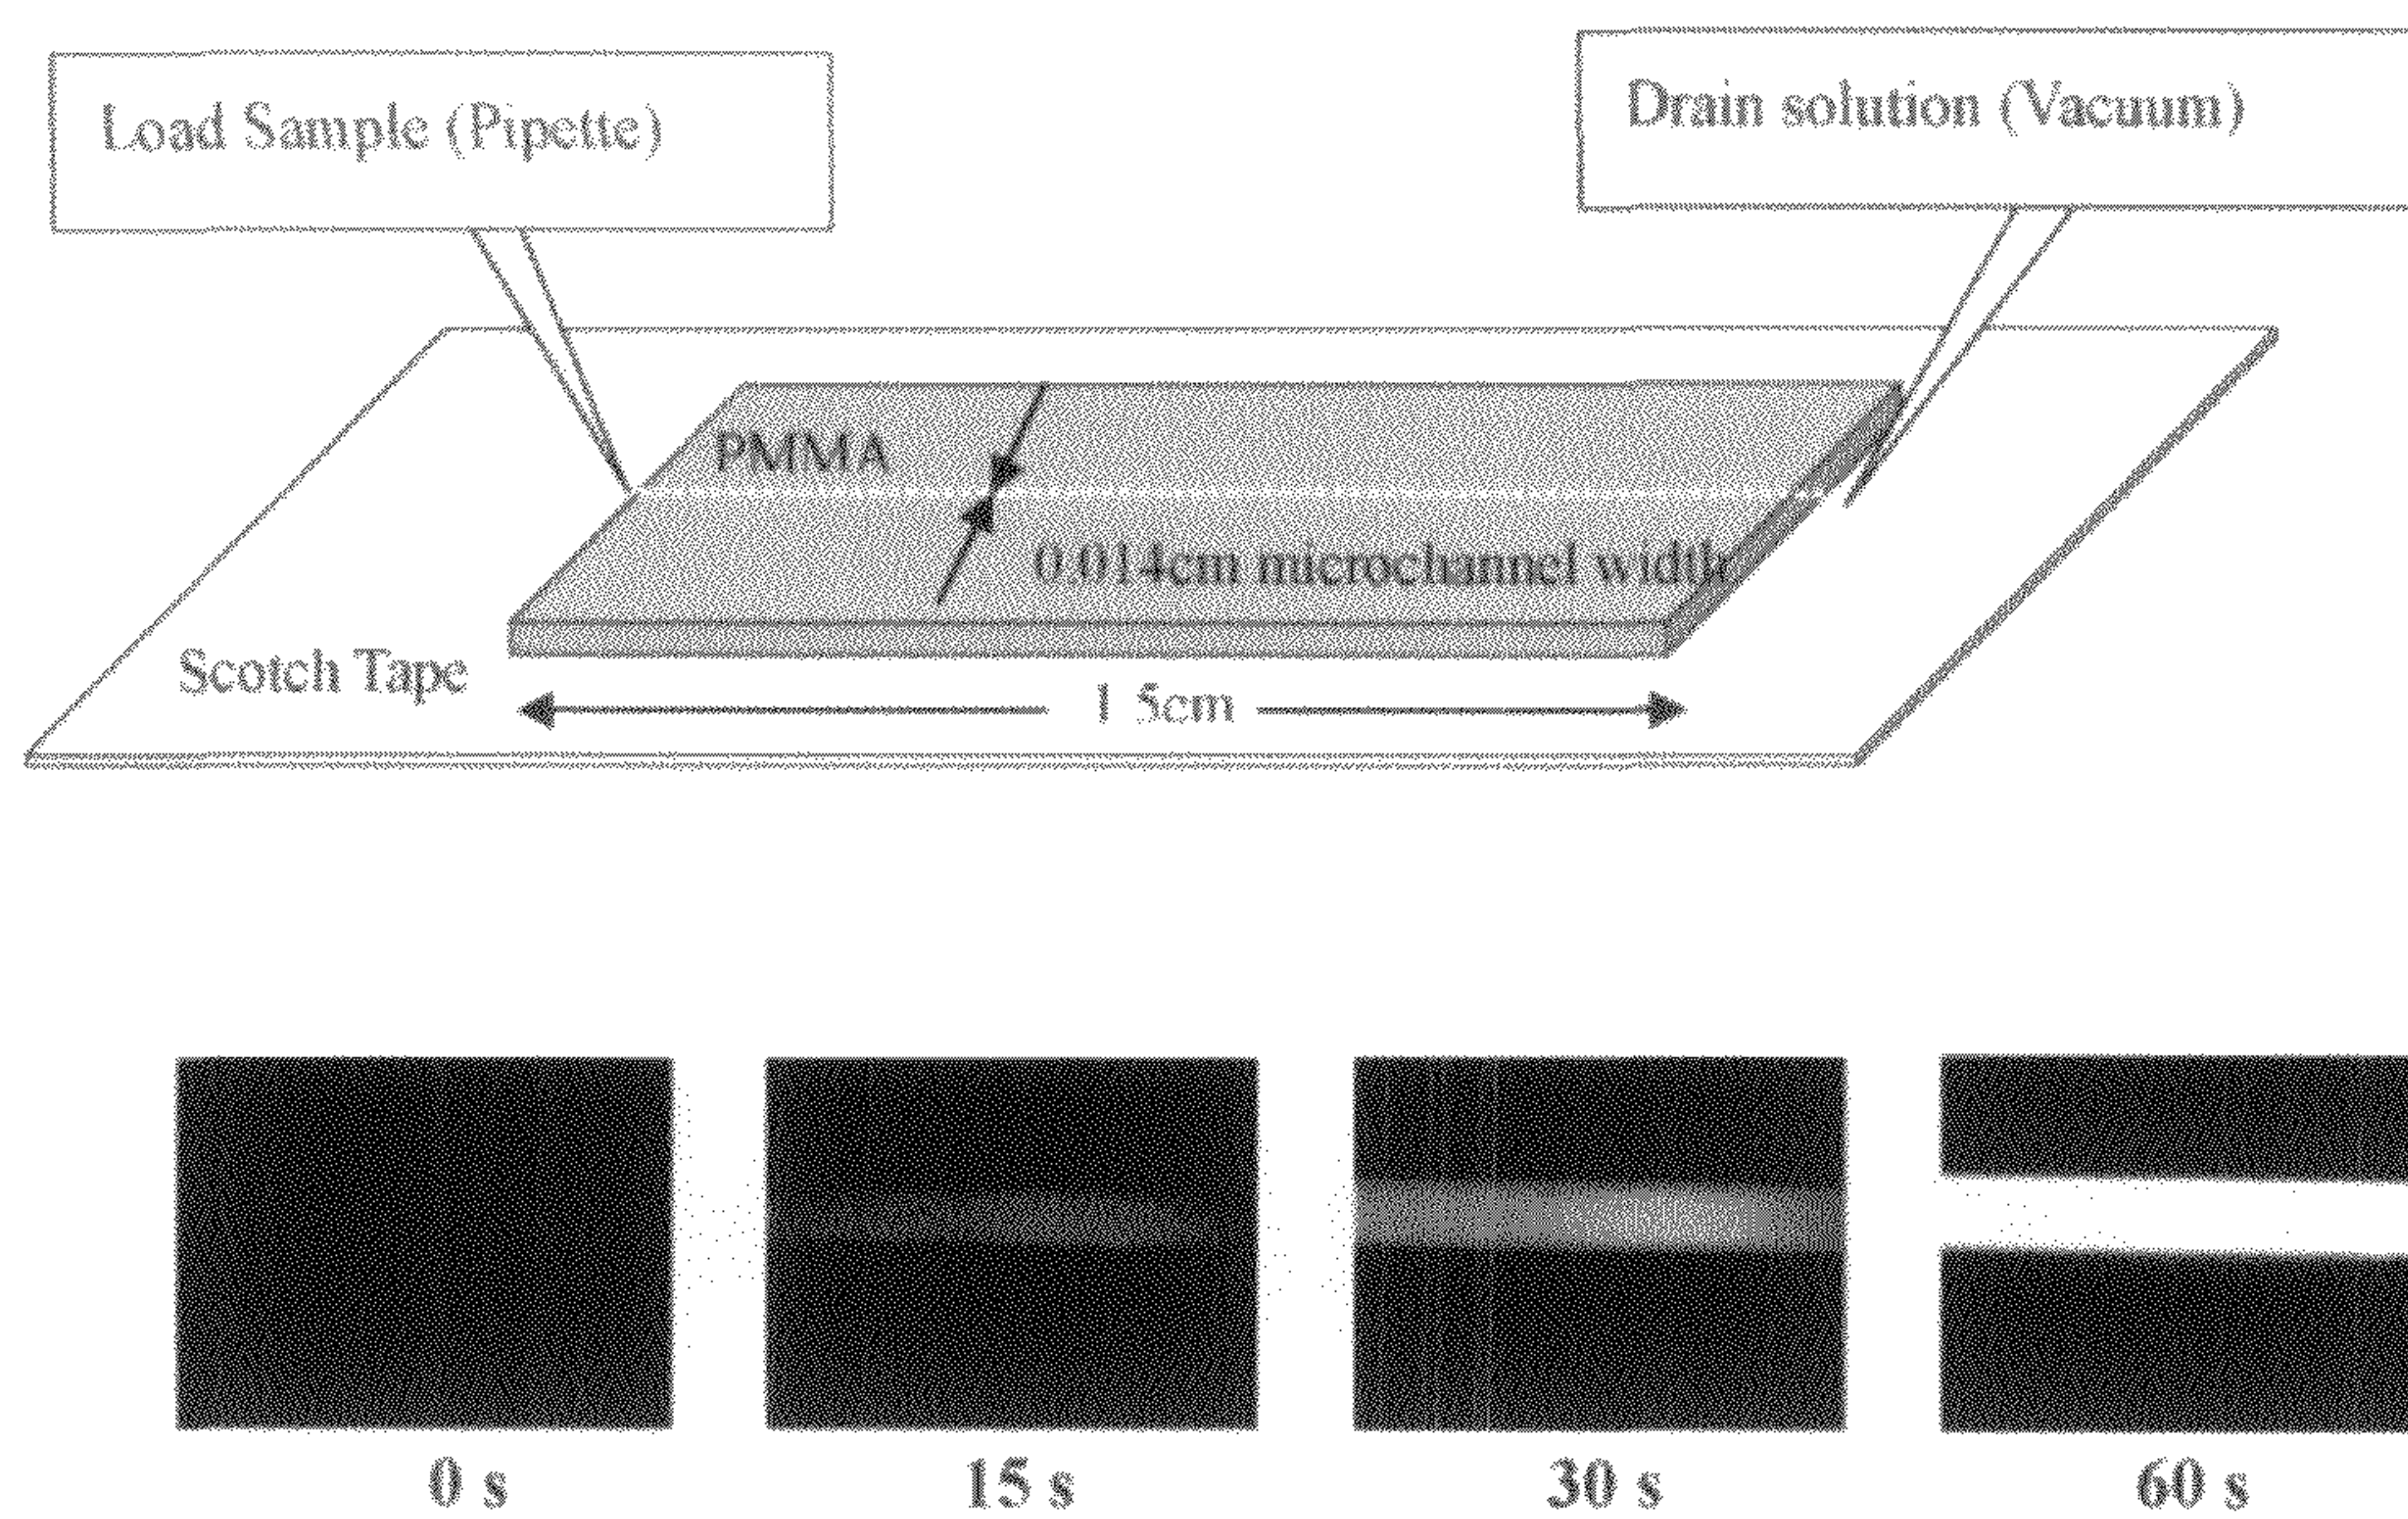 Load Sample (Pipette)
Drain solution (Vacuum)
PMMA
0.014cm microchannel width
Scotch Tape
1 5cm
0 s
15 s
30 s
60 s